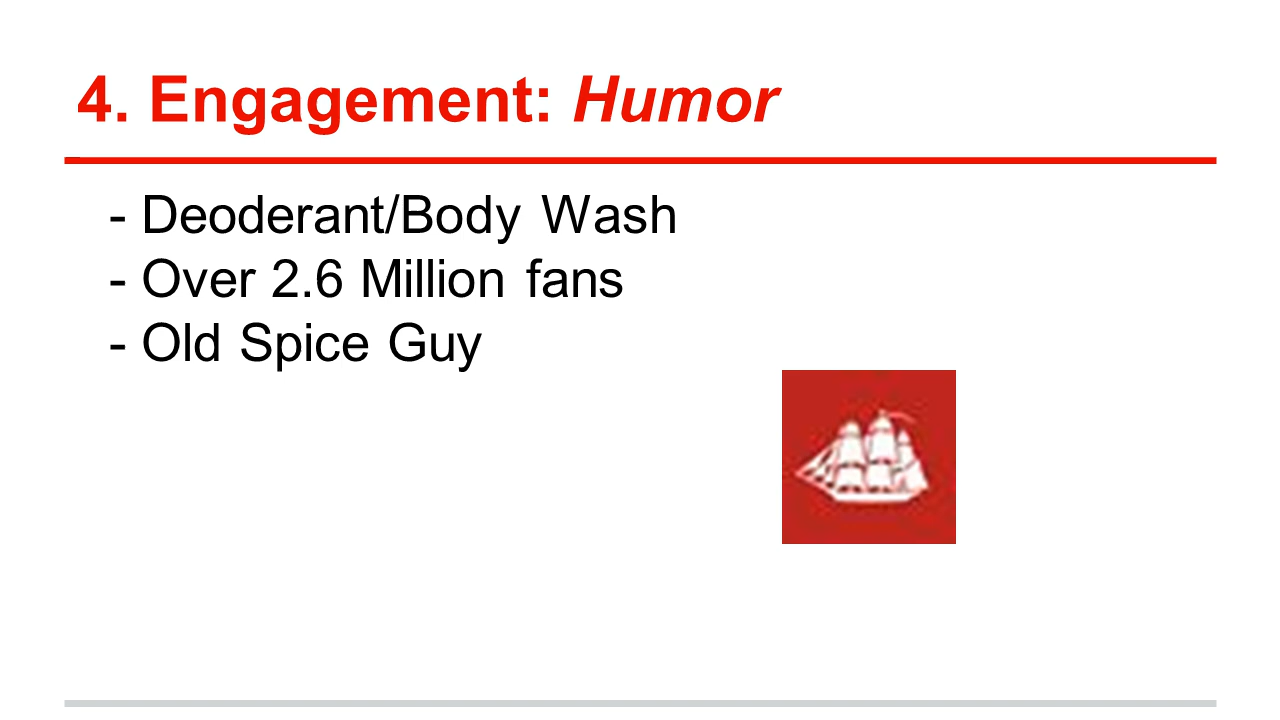 4. Engagement: Humor
- Deoderant/Body Wash
- Over 2.6 Million fans
- Old Spice Guy